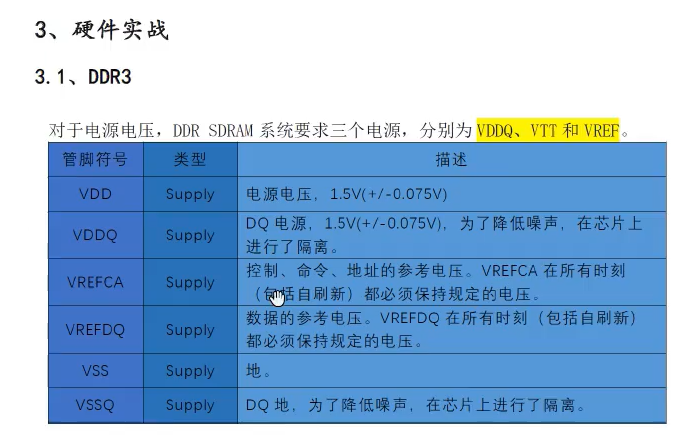 3、硬件实战
3.1、DDR3
对于电源电压，DDR SDRAM 系统要求三个电源，分别为 VDDQ、VTT 和 VREF。
管脚符号 类型 描述
VDD Supply 电源电压，1.5V(+/-0.075V)
VDDQ Supply DQ 电源，1.5V(+/-0.075V)，为了降低噪声，在芯片上
进行了隔离。
VREFCA Supply 控制、命令、地址的参考电压。VREFCA 在所有时刻
（包括自刷新）都必须保持规定的电压。
VREFDQ Supply 数据的参考电压。VREFDQ 在所有时刻（包括自刷新）
都必须保持规定的电压。
VSS Supply 地。
VSSQ Supply DQ 地，为了降低噪声，在芯片上进行了隔离。